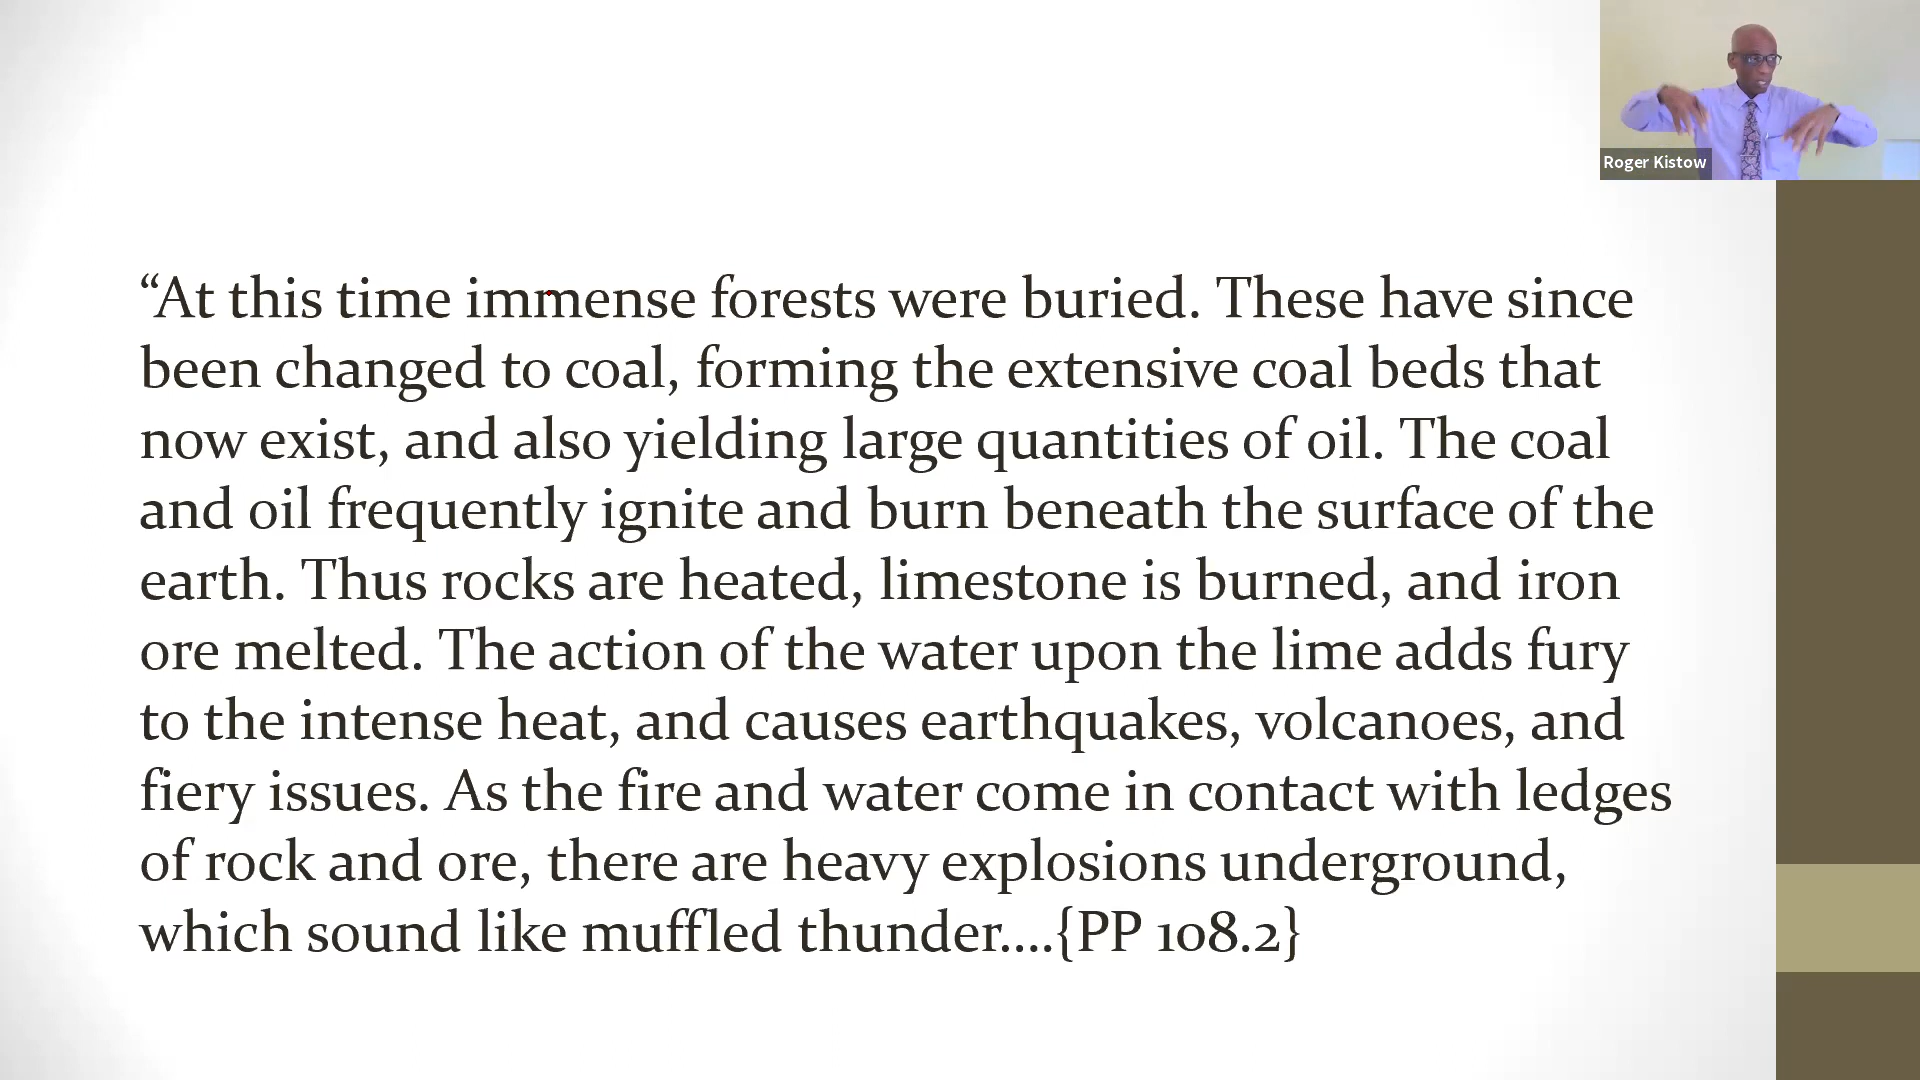 Roger Kistow
“At this time immense forests were buried. These have since
been changed to coal, forming the extensive coal beds that
now exist, and also yielding large quantities of oil. The coal
and oil frequently ignite and burn beneath the surface of the
earth. Thus rocks are heated, limestone is burned, and iron
ore melted. The action of the water upon the lime adds fury
to the intense heat, and causes earthquakes, volcanoes, and
fiery issues. As the fire and water come in contact with ledges
of rock and ore, there are heavy explosions underground,
which sound like muffled thunder....{PP 108.2}